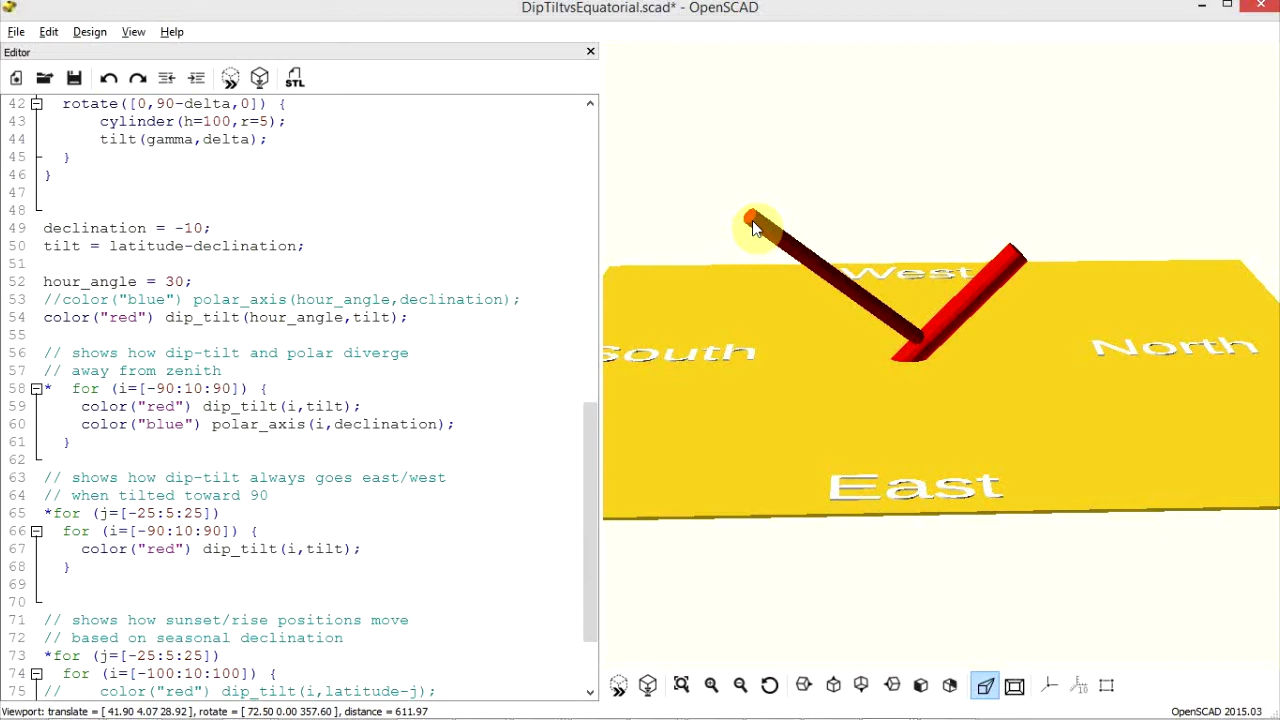 DipTiltvsEquatorial.scad* - OpenSCAD
File Edit Design View Help
Editor
STL
42 rotate([0,90-delta,0]) {
43 cylinder(h=100,r=5);
44 tilt(gamma,delta);
45 }
46 }
47
48
49 declination = -10;
50 tilt = latitude-declination;
51
52 hour_angle = 30;
53 //color("blue") polar_axis(hour_angle,declination);
54 color("red") dip_tilt(hour_angle,tilt);
55
56 // shows how dip-tilt and polar diverge
57 // away from zenith
58 * for (i=[-90:10:90]) {
59 color("red") dip_tilt(i,tilt);
60 color("blue") polar_axis(i,declination);
61 }
62
63 // shows how dip-tilt always goes east/west
64 // when tilted toward 90
65 *for (j=[-25:5:25])
66 for (i=[-90:10:90]) {
67 color("red") dip_tilt(i,tilt);
68 }
69
70
71 // shows how sunset/rise positions move
72 // based on seasonal declination
73 *for (j=[-25:5:25])
74 for (i=[-100:10:100]) {
75 // color("red") dip_tilt(i,latitude-j);
West
South
North
East
Viewport: translate = [ 41.90 4.07 28.92 ], rotate = [ 72.50 0.00 357.60 ], distance = 611.97
OpenSCAD 2015.03